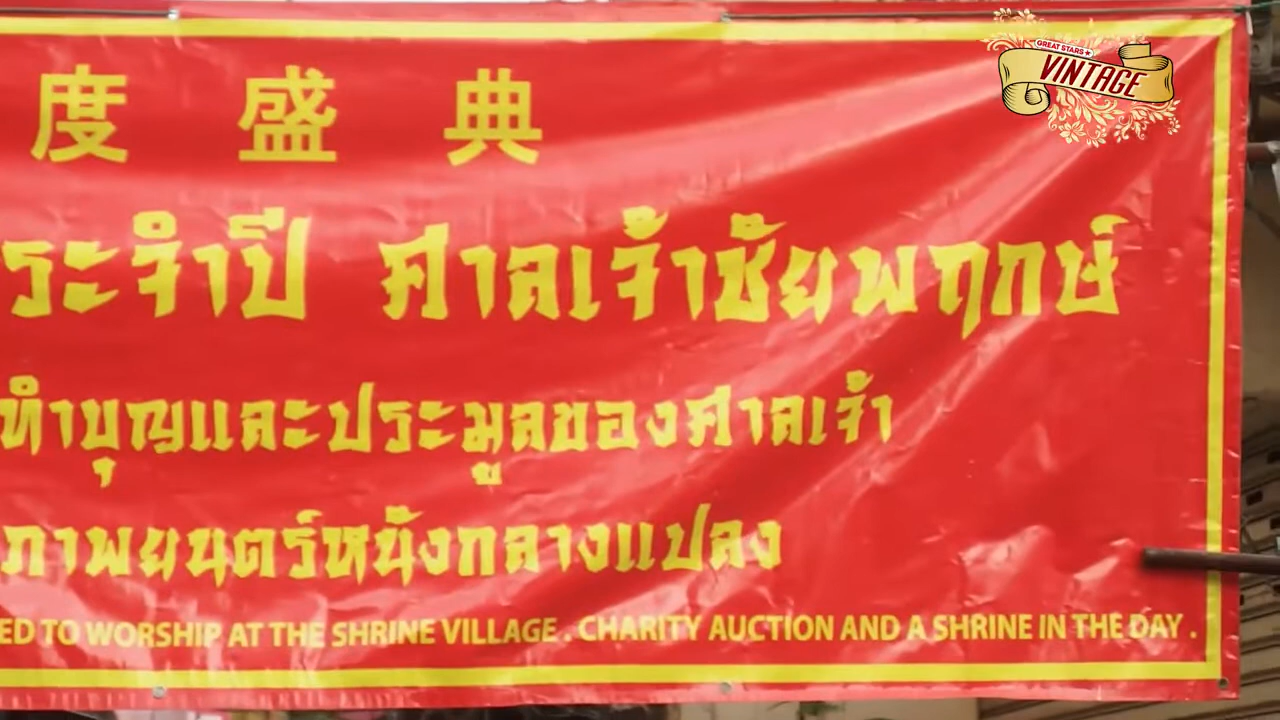 度盛典
ระจำปี ศาลเจ้าชัยพฤกษ์
ทำบุญและประมูลของศาลเจ้า
ภาพยนตร์หนังกลางแปลง
ED TO WORSHIP AT THE SHRINE VILLAGE . CHARITY AUCTION AND A SHRINE IN THE DAY .
GREAT STARS
VINTAGE